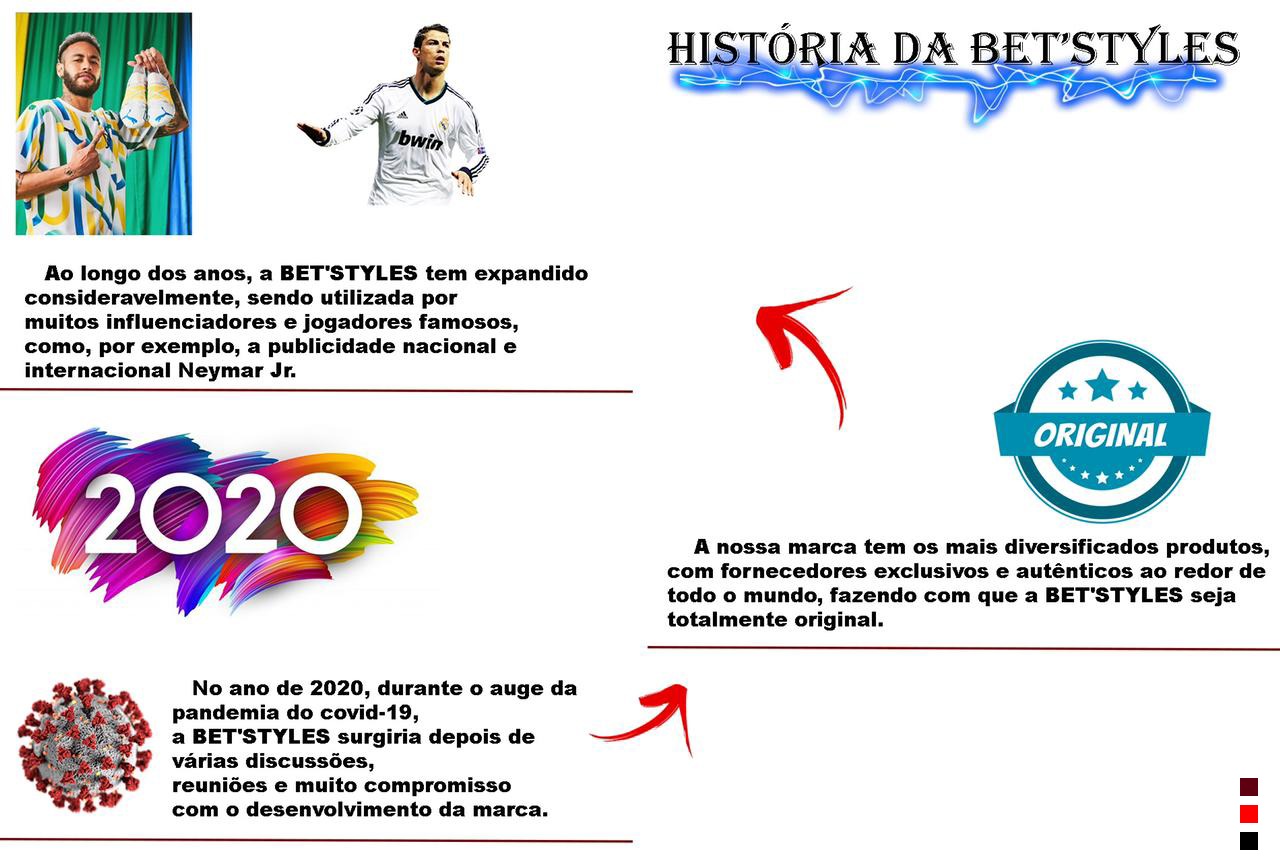 HISTÓRIA DA BET'STYLES
bwin
Ao longo dos anos, a BET'STYLES tem expandido
consideravelmente, sendo utilizada por
muitos influenciadores e jogadores famosos,
como, por exemplo, a publicidade nacional e
internacional Neymar Jr.
2020
No ano de 2020, durante o auge da
pandemia do covid-19,
a BET'STYLES surgiria depois de
várias discussões,
reuniões e muito compromisso
com o desenvolvimento da marca.
ORIGINAL
A nossa marca tem os mais diversificados produtos,
com fornecedores exclusivos e autênticos ao redor de
todo o mundo, fazendo com que a BET'STYLES seja
totalmente original.